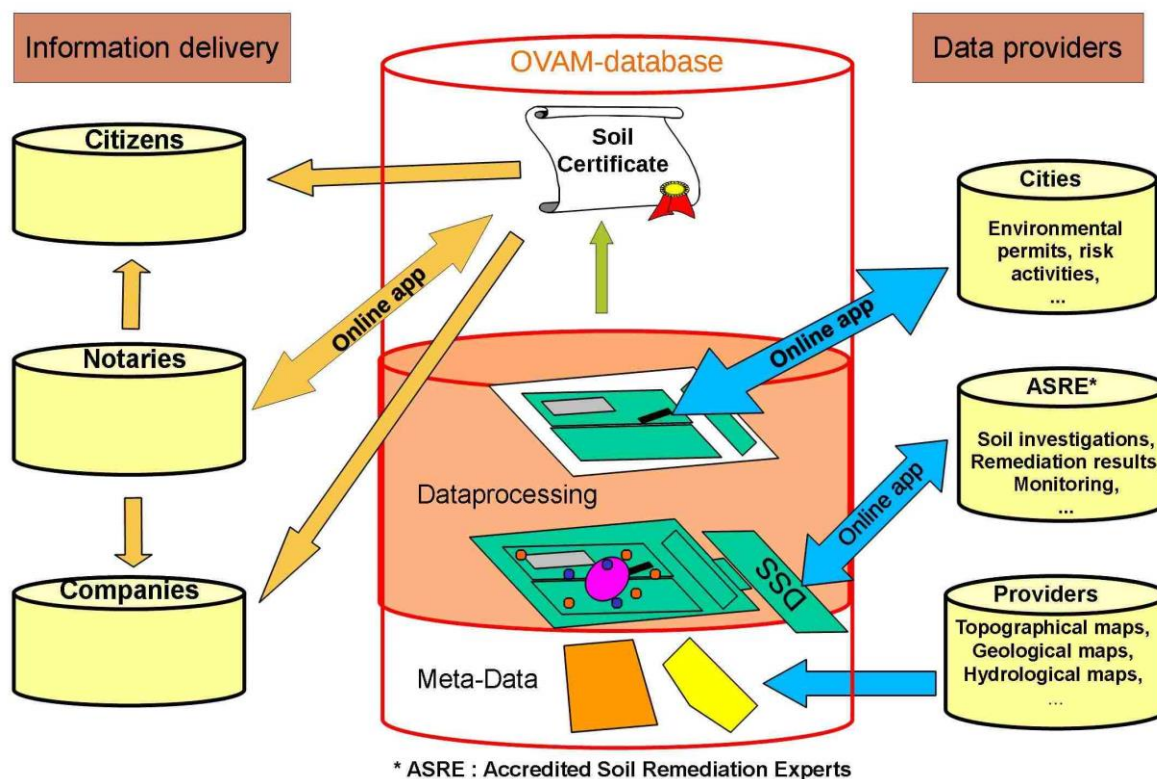 Information delivery
OVAM-database
Data providers
Citizens
Soil
Certificate
Cities
Environmental
permits, risk
activities,
...
Online app
Online app
Notaries
ASRE*
Soil investigations,
Remediation results
Monitoring,
...
Dataprocessing
Online app
DSS
Companies
Providers
Topographical maps,
Geological maps,
Hydrological maps,
...
Meta-Data
* ASRE : Accredited Soil Remediation Experts